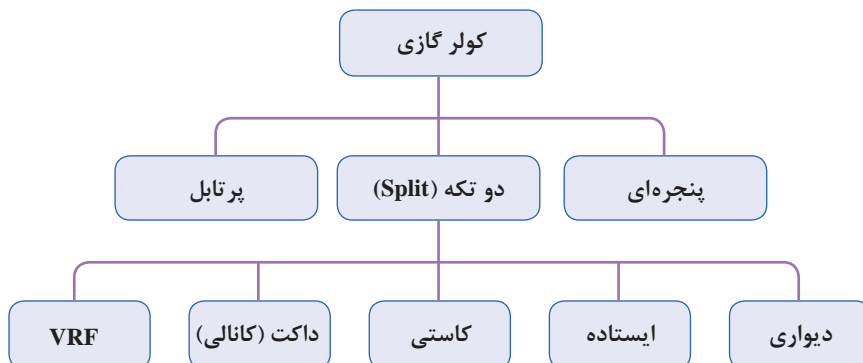 کولر گازی
پنجره‌ای
دو تکه (Split)
پرتابل
دیواری
ایستاده
کاستی
داکت (کانالی)
VRF